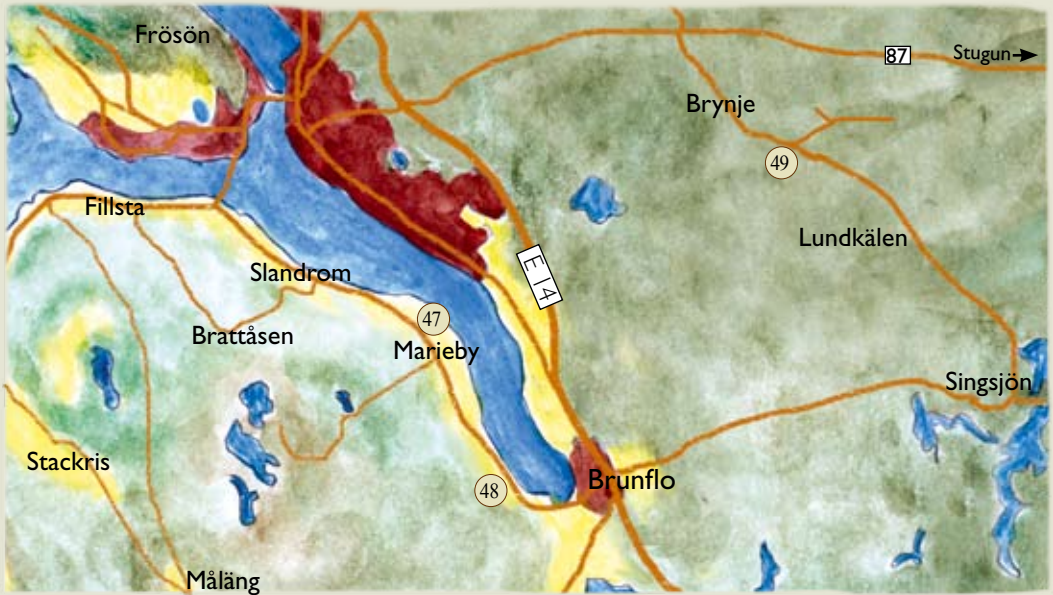 Frösön
87
Stugun
Brynje
49
Fillsta
Lundkälen
Slandrom
E 14
47
Brattåsen
Marieby
Singsjön
Stackris
48
Brunflo
Måläng